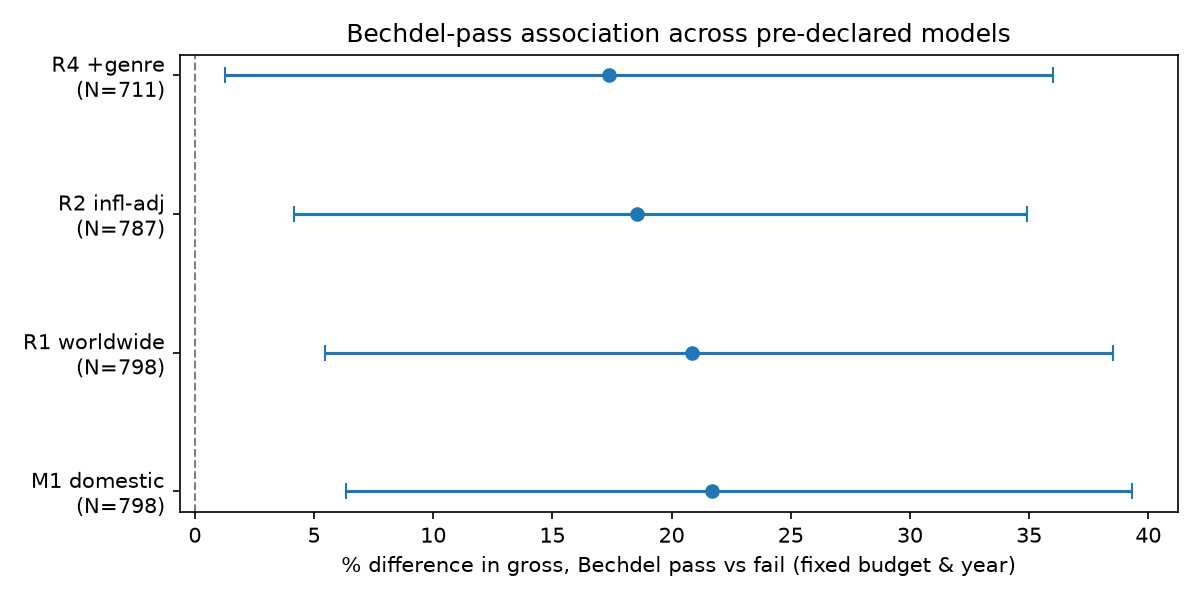 Bechdel-pass association across pre-declared models
R4 +genre
(N=711)
R2 infl-adj
(N=787)
R1 worldwide
(N=798)
M1 domestic
(N=798)
0 5 10 15 20 25 30 35 40
% difference in gross, Bechdel pass vs fail (fixed budget & year)